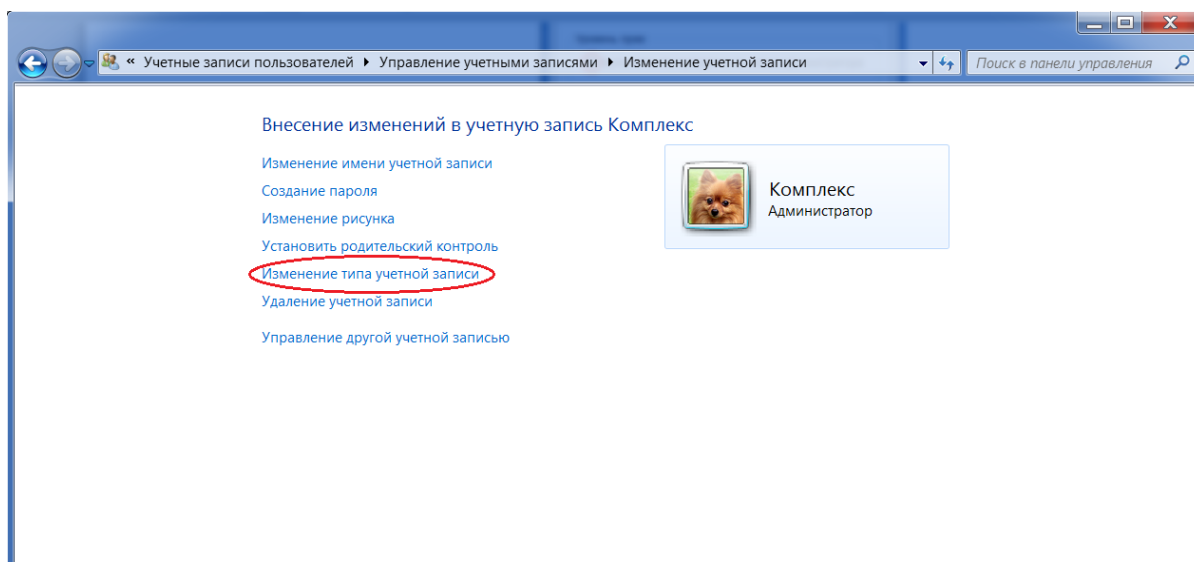 « Учетные записи пользователей Управление учетными записями Изменение учетной записи Поиск в панели управления
Внесение изменений в учетную запись Комплекс
Изменение имени учетной записи
Создание пароля
Изменение рисунка
Установить родительский контроль
Изменение типа учетной записи
Удаление учетной записи
Управление другой учетной записью
Комплекс
Администратор